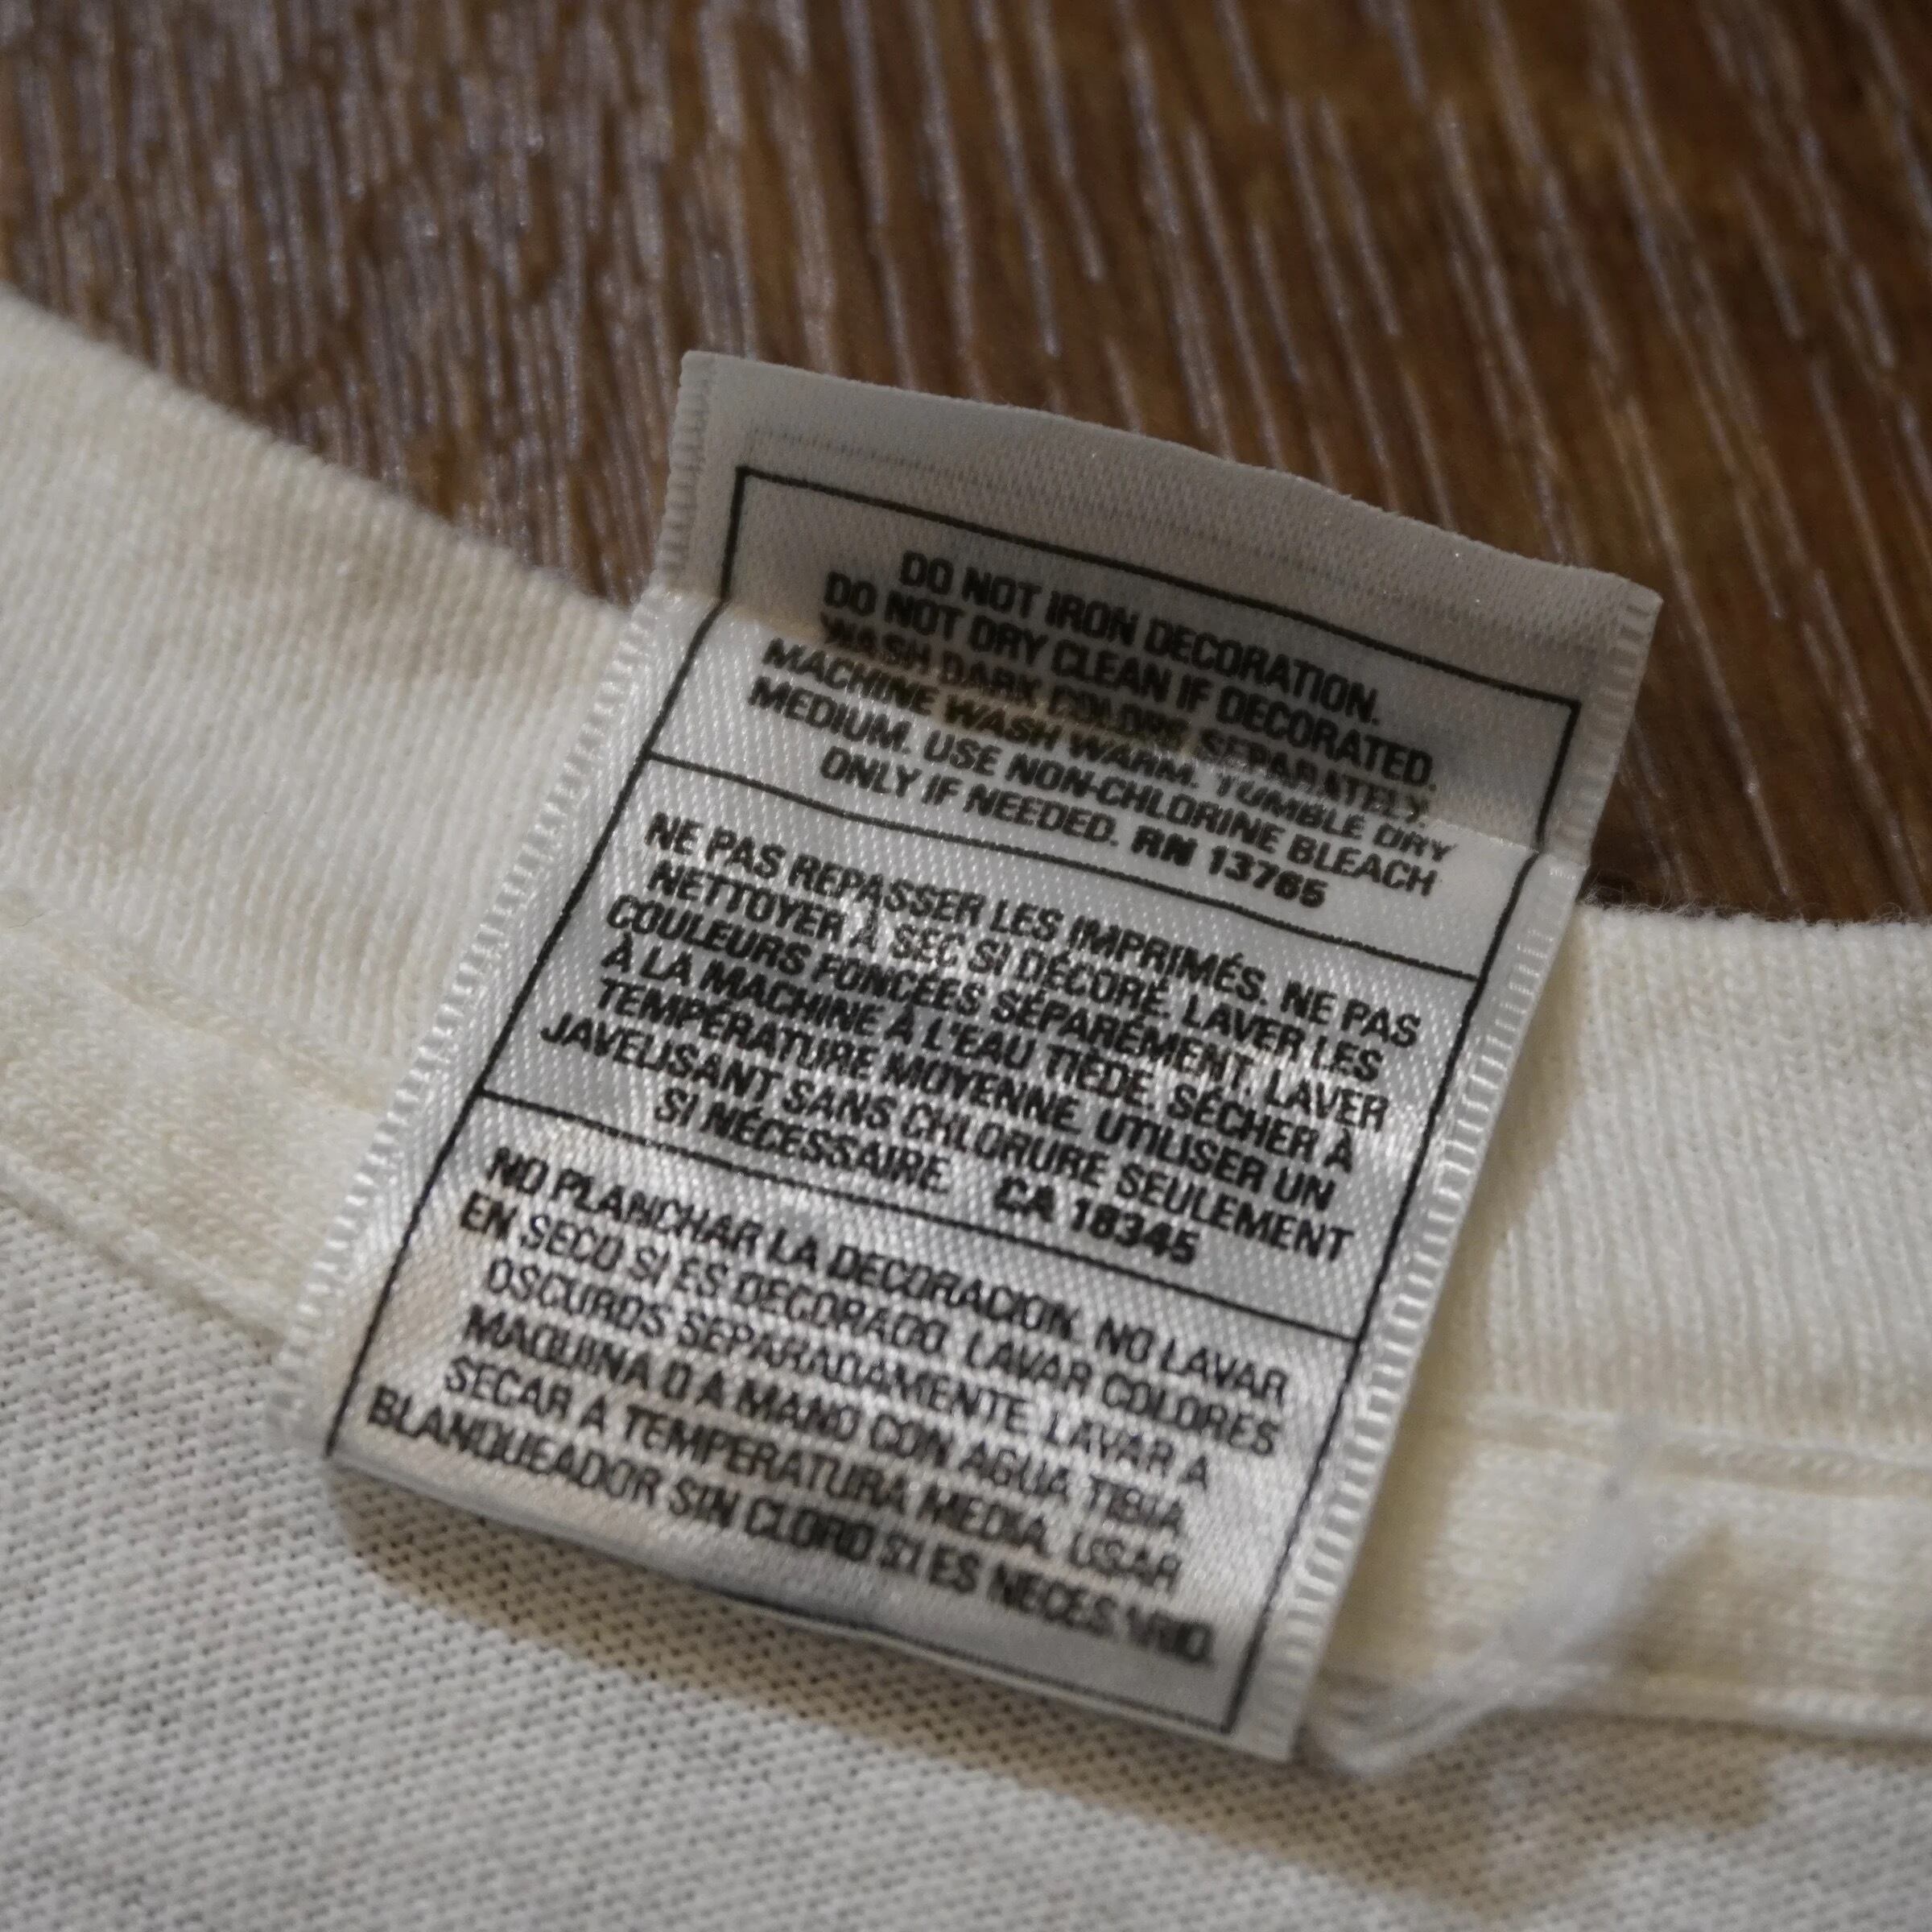 DO NOT IRON DECORATION.
DO NOT DRY CLEAN IF DECORATED.
WASH DARK COLORS SEPARATELY.
MACHINE WASH WARM. TUMBLE DRY
MEDIUM. USE NON-CHLORINE BLEACH
ONLY IF NEEDED. RN 13765
NE PAS REPASSER LES IMPRIMÉS. NE PAS
NETTOYER À SEC SI DÉCORÉ. LAVER LES
COULEURS FONCÉES SÉPARÉMENT. LAVER
À LA MACHINE À L'EAU TIÈDE. SÉCHER À
TEMPÉRATURE MOYENNE. UTILISER UN
JAVELISANT SANS CHLORURE SEULEMENT
SI NÉCESSAIRE. CA 18345
NO PLANCHAR LA DECORACION. NO LAVAR
EN SECO SI ES DECORADO. LAVAR COLORES
OSCUROS SEPARADAMENTE. LAVAR A
MAQUINA O A MANO CON AGUA TIBIA.
SECAR A TEMPERATURA MEDIA. USAR
BLANQUEADOR SIN CLORO SI ES